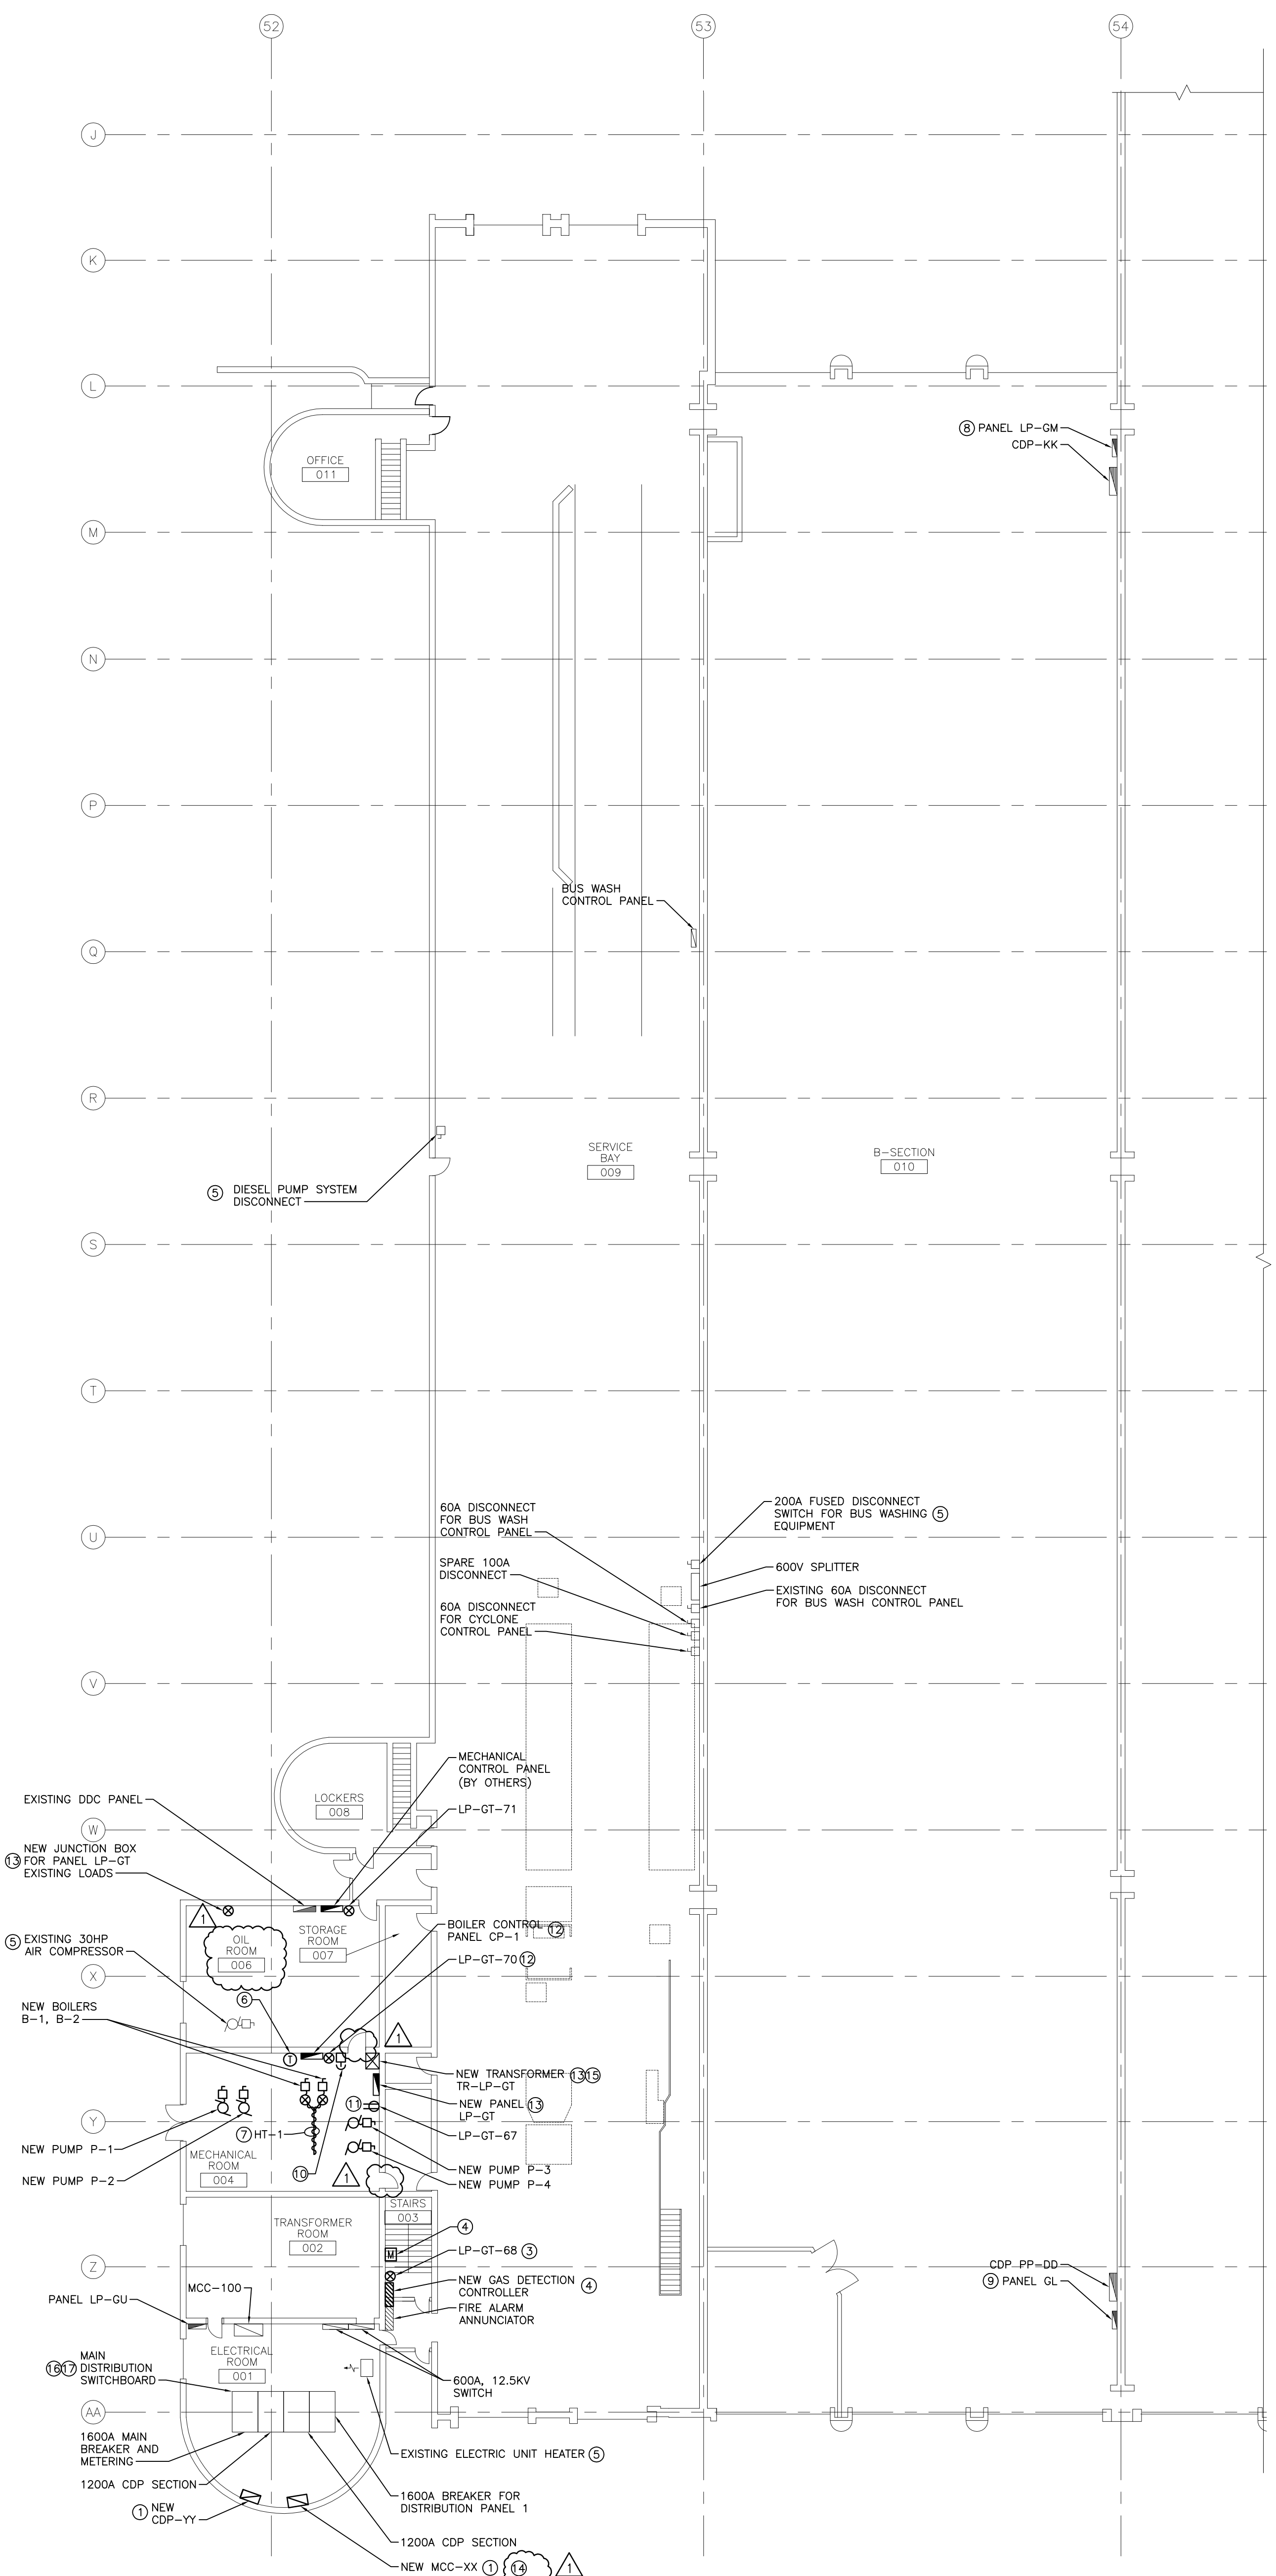 52
53
54
J
K
L
8 PANEL LP-GM
CDP-KK
OFFICE
011
M
N
P
BUS WASH
CONTROL PANEL
Q
R
SERVICE
BAY
009
B-SECTION
010
5 DIESEL PUMP SYSTEM
DISCONNECT
S
T
60A DISCONNECT
FOR BUS WASH
CONTROL PANEL
200A FUSED DISCONNECT
SWITCH FOR BUS WASHING 5
EQUIPMENT
U
SPARE 100A
DISCONNECT
600V SPLITTER
EXISTING 60A DISCONNECT
FOR BUS WASH CONTROL PANEL
60A DISCONNECT
FOR CYCLONE
CONTROL PANEL
V
MECHANICAL
CONTROL PANEL
(BY OTHERS)
EXISTING DDC PANEL
LOCKERS
008
LP-GT-71
W
NEW JUNCTION BOX
13 FOR PANEL LP-GT
EXISTING LOADS
1
OIL
ROOM
006
STORAGE
ROOM
007
BOILER CONTROL
PANEL CP-1 12
5 EXISTING 30HP
AIR COMPRESSOR
LP-GT-70 12
X
6
NEW BOILERS
B-1, B-2
T
1
NEW TRANSFORMER 13 15
TR-LP-GT
NEW PANEL 13
LP-GT
11
LP-GT-67
Y
7 HT-1
NEW PUMP P-1
MECHANICAL
ROOM
004
10
1
NEW PUMP P-2
NEW PUMP P-3
NEW PUMP P-4
STAIRS
003
TRANSFORMER
ROOM
002
4
M
LP-GT-68 3
Z
NEW GAS DETECTION 4
CONTROLLER
FIRE ALARM
ANNUNCIATOR
CDP PP-DD
9 PANEL GL
MCC-100
PANEL LP-GU
ELECTRICAL
ROOM
001
16 17 MAIN
DISTRIBUTION
SWITCHBOARD
600A, 12.5KV
SWITCH
AA
1600A MAIN
BREAKER AND
METERING
EXISTING ELECTRIC UNIT HEATER 5
1200A CDP SECTION
1600A BREAKER FOR
DISTRIBUTION PANEL 1
1 NEW
CDP-YY
1200A CDP SECTION
NEW MCC-XX 1 14 1